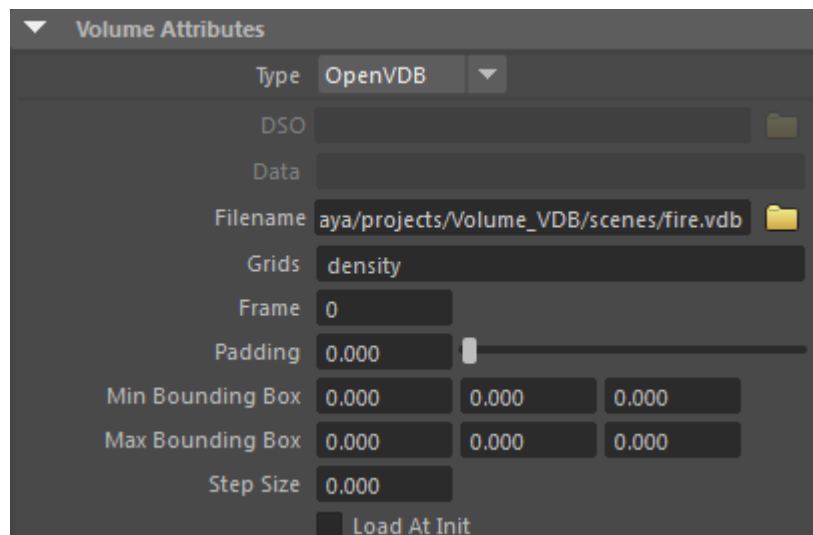 Volume Attributes
Type OpenVDB
DSO
Data
Filename aya/projects/Volume_VDB/scenes/fire.vdb
Grids density
Frame 0
Padding 0.000
Min Bounding Box 0.000 0.000 0.000
Max Bounding Box 0.000 0.000 0.000
Step Size 0.000
Load At Init